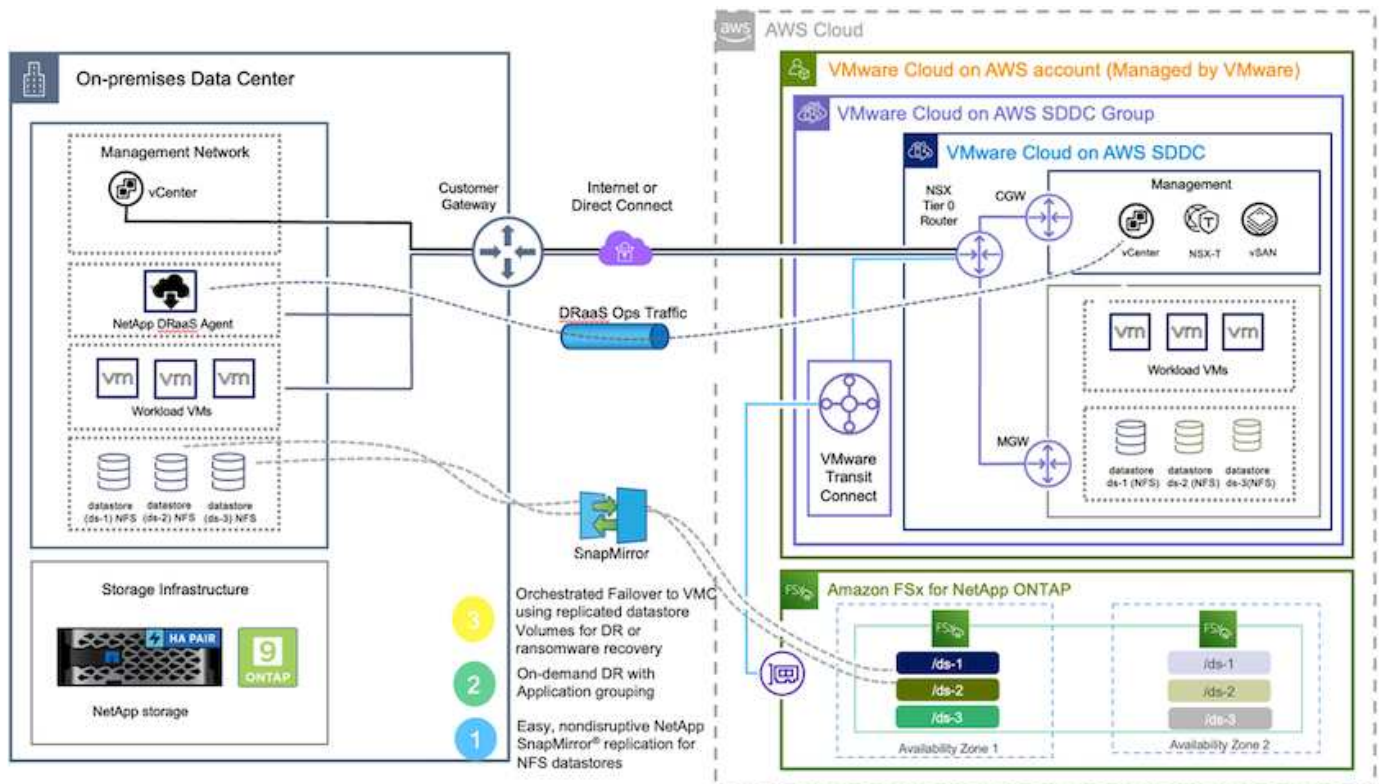 On-premises Data Center
Management Network
vCenter
NetApp DRaaS Agent
vm
vm
vm
Workload VMs
datastore
(ds-1) NFS
datastore
(ds-2) NFS
datastore
(ds-3) NFS
Storage Infrastructure
HA PAIR
9
ONTAP
NetApp storage
Customer
Gateway
Internet or
Direct Connect
DRaaS Ops Traffic
SnapMirror
3
Orchestrated Failover to VMC
using replicated datastore
Volumes for DR or
ransomware recovery
2
On-demand DR with
Application grouping
1
Easy, nondisruptive NetApp
SnapMirror® replication for
NFS datastores
aws
AWS Cloud
VMware Cloud on AWS account (Managed by VMware)
VMware Cloud on AWS SDDC Group
VMware Cloud on AWS SDDC
NSX
Tier 0
Router
CGW
Management
vCenter
NSX-T
vSAN
vm
vm
vm
Workload VMs
MGW
datastore
ds-1 (NFS)
datastore
ds-2 (NFS)
datastore
ds-3(NFS)
VMware
Transit
Connect
FSx
Amazon FSx for NetApp ONTAP
FSx
/ds-1
/ds-2
/ds-3
Availability Zone 1
FSx
/ds-1
/ds-2
/ds-3
Availability Zone 2